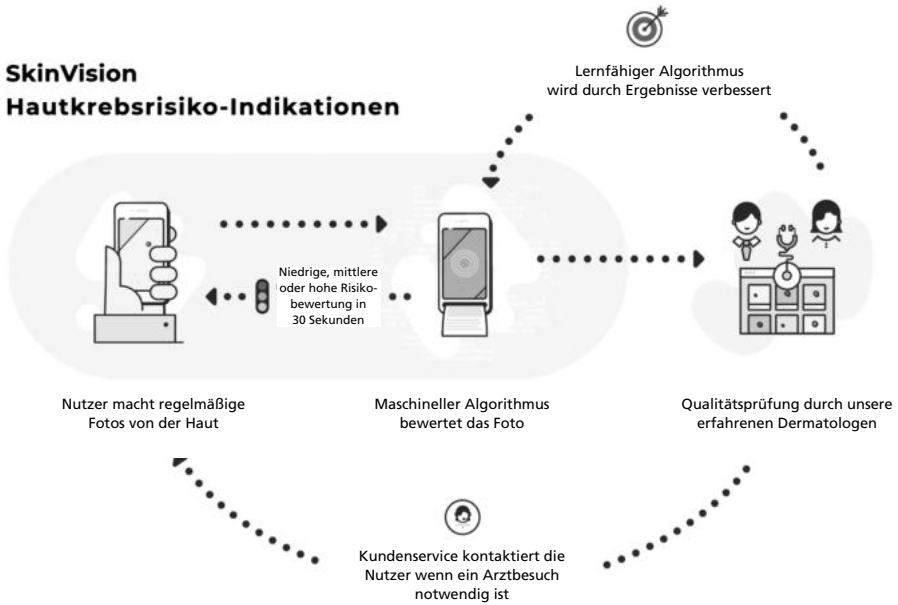 SkinVision
Hautkrebsrisiko-Indikationen
Lernfähiger Algorithmus
wird durch Ergebnisse verbessert
Niedrige, mittlere
oder hohe Risiko-
bewertung in
30 Sekunden
Nutzer macht regelmäßige
Fotos von der Haut
Maschineller Algorithmus
bewertet das Foto
Qualitätsprüfung durch unsere
erfahrenen Dermatologen
Kundenservice kontaktiert die
Nutzer wenn ein Arztbesuch
notwendig ist